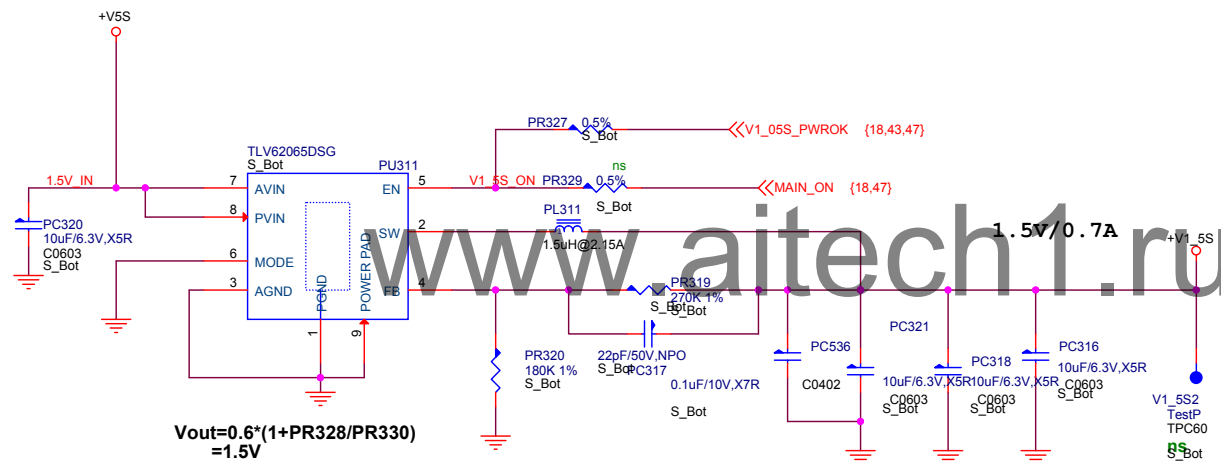 +V5S
PR327 0.5%
S_Bot
V1_05S_PWROK {18,43,47}
TLV62065DSG
S_Bot
PU311
ns
1.5V_IN
7 AVIN
EN 5
V1_5S_ON PR329 0.5%
S_Bot
MAIN_ON {18,47}
8 PVIN
PC320
10uF/6.3V,X5R
C0603
S_Bot
PL311
SW 2
1.5uH@2.15A
1.5V/0.7A
+V1_5S
6 MODE
3 AGND
PGND
POWER PAD
FB 4
1
9
www.aitech1.ru
PR319
270K 1%
S_Bot
S_Bot
PR320
180K 1%
S_Bot
22pF/50V,NPO
S_Bot
PC317
0.1uF/10V,X7R
S_Bot
PC536
C0402
PC321
10uF/6.3V,X5R
C0603
S_Bot
PC318
10uF/6.3V,X5R
C0603
S_Bot
PC316
10uF/6.3V,X5R
C0603
S_Bot
V1_5S2
TestP
TPC60
ns
S_Bot
Vout=0.6*(1+PR328/PR330)
=1.5V